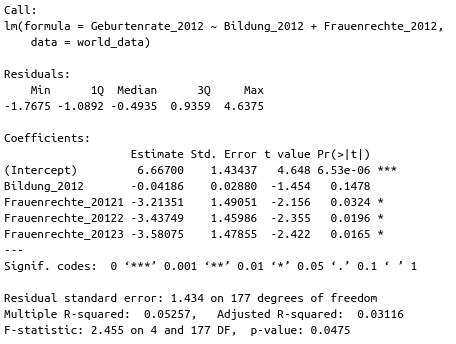 Call:
lm(formula = Geburtenrate_2012 ~ Bildung_2012 + Frauenrechte_2012,
    data = world_data)

Residuals:
    Min      1Q  Median      3Q     Max
-1.7675 -1.0892 -0.4935  0.9359  4.6375

Coefficients:
                   Estimate Std. Error t value Pr(>|t|)
(Intercept)         6.66700    1.43437   4.648 6.53e-06 ***
Bildung_2012       -0.04186    0.02880  -1.454   0.1478
Frauenrechte_20121 -3.21351    1.49051  -2.156   0.0324 *
Frauenrechte_20122 -3.43749    1.45986  -2.355   0.0196 *
Frauenrechte_20123 -3.58075    1.47855  -2.422   0.0165 *
---
Signif. codes:  0 ‘***’ 0.001 ‘**’ 0.01 ‘*’ 0.05 ‘.’ 0.1 ‘ ’ 1

Residual standard error: 1.434 on 177 degrees of freedom
Multiple R-squared:  0.05257,   Adjusted R-squared:  0.03116
F-statistic: 2.455 on 4 and 177 DF,  p-value: 0.0475